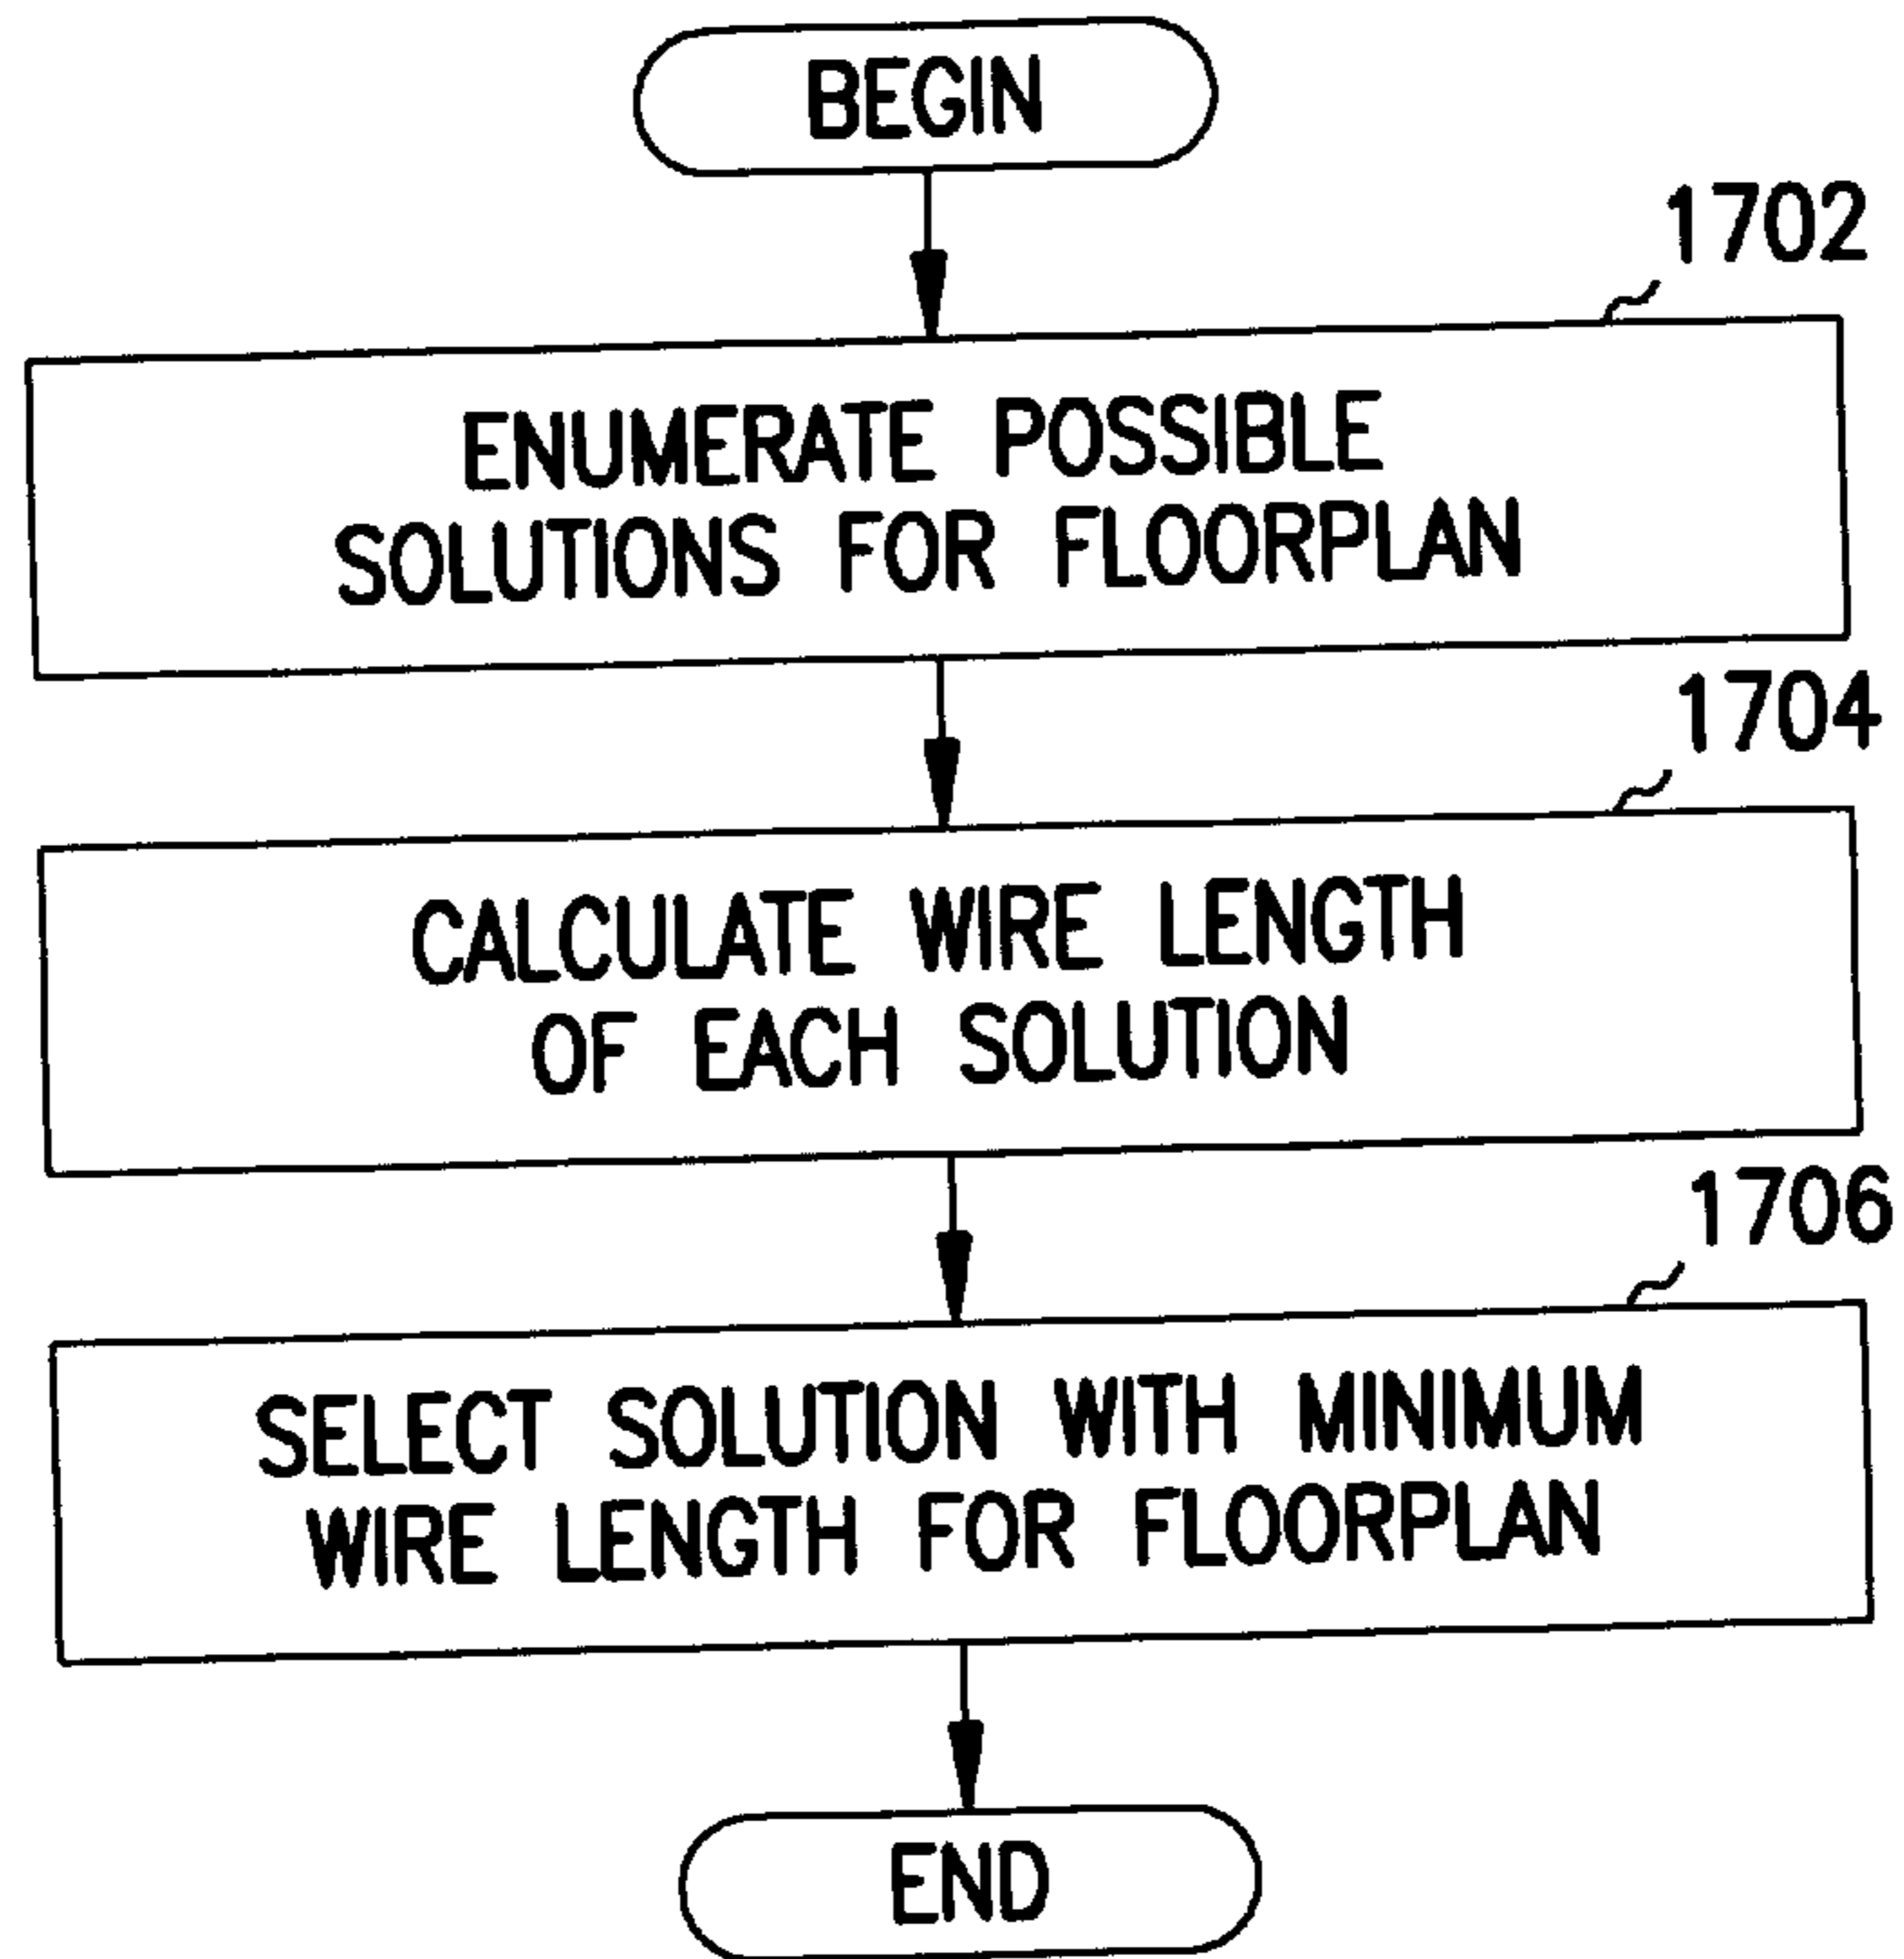 BEGIN
1702
ENUMERATE POSSIBLE
SOLUTIONS FOR FLOORPLAN
1704
CALCULATE WIRE LENGTH
OF EACH SOLUTION
1706
SELECT SOLUTION WITH MINIMUM
WIRE LENGTH FOR FLOORPLAN
END